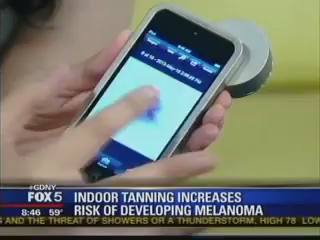 #GDNY
FOX 5
8:46 59°
INDOOR TANNING INCREASES
RISK OF DEVELOPING MELANOMA
AND THE THREAT OF SHOWERS OR A THUNDERSTORM, HIGH 78 LOW